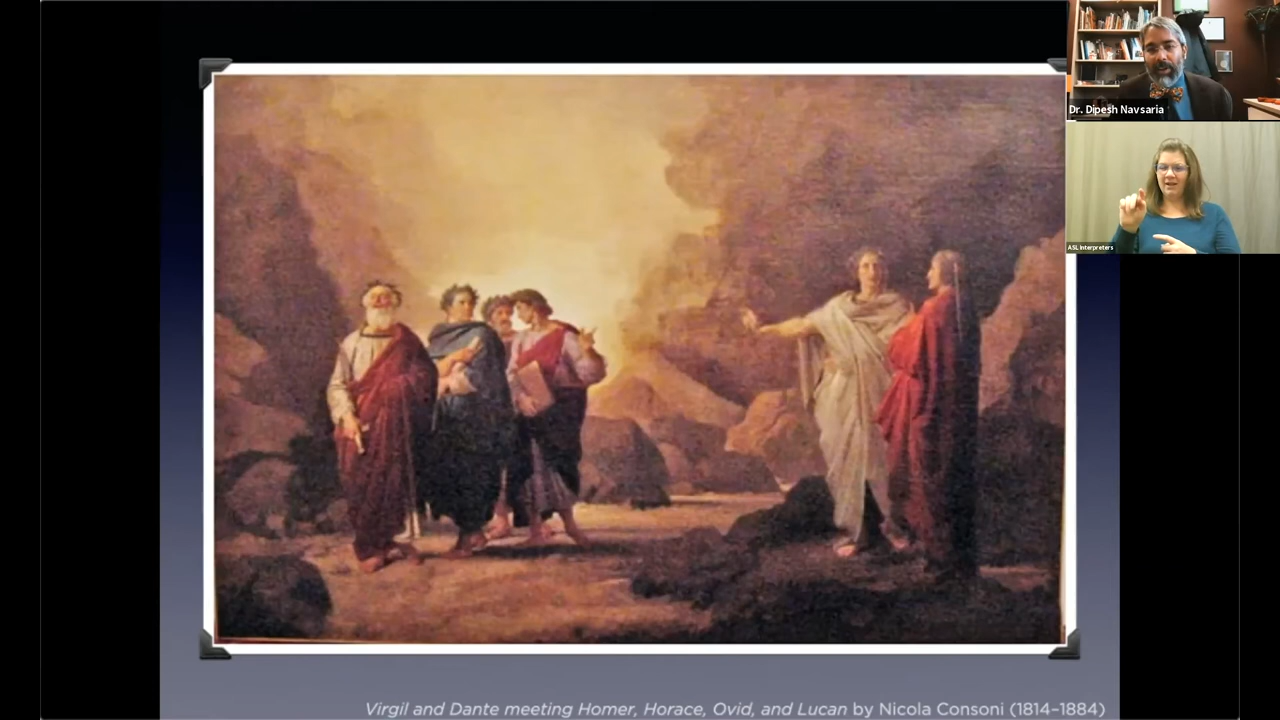 Dr. Dipesh Navsaria
ASL Interpreters
Virgil and Dante meeting Homer, Horace, Ovid, and Lucan by Nicola Consoni (1814–1884)